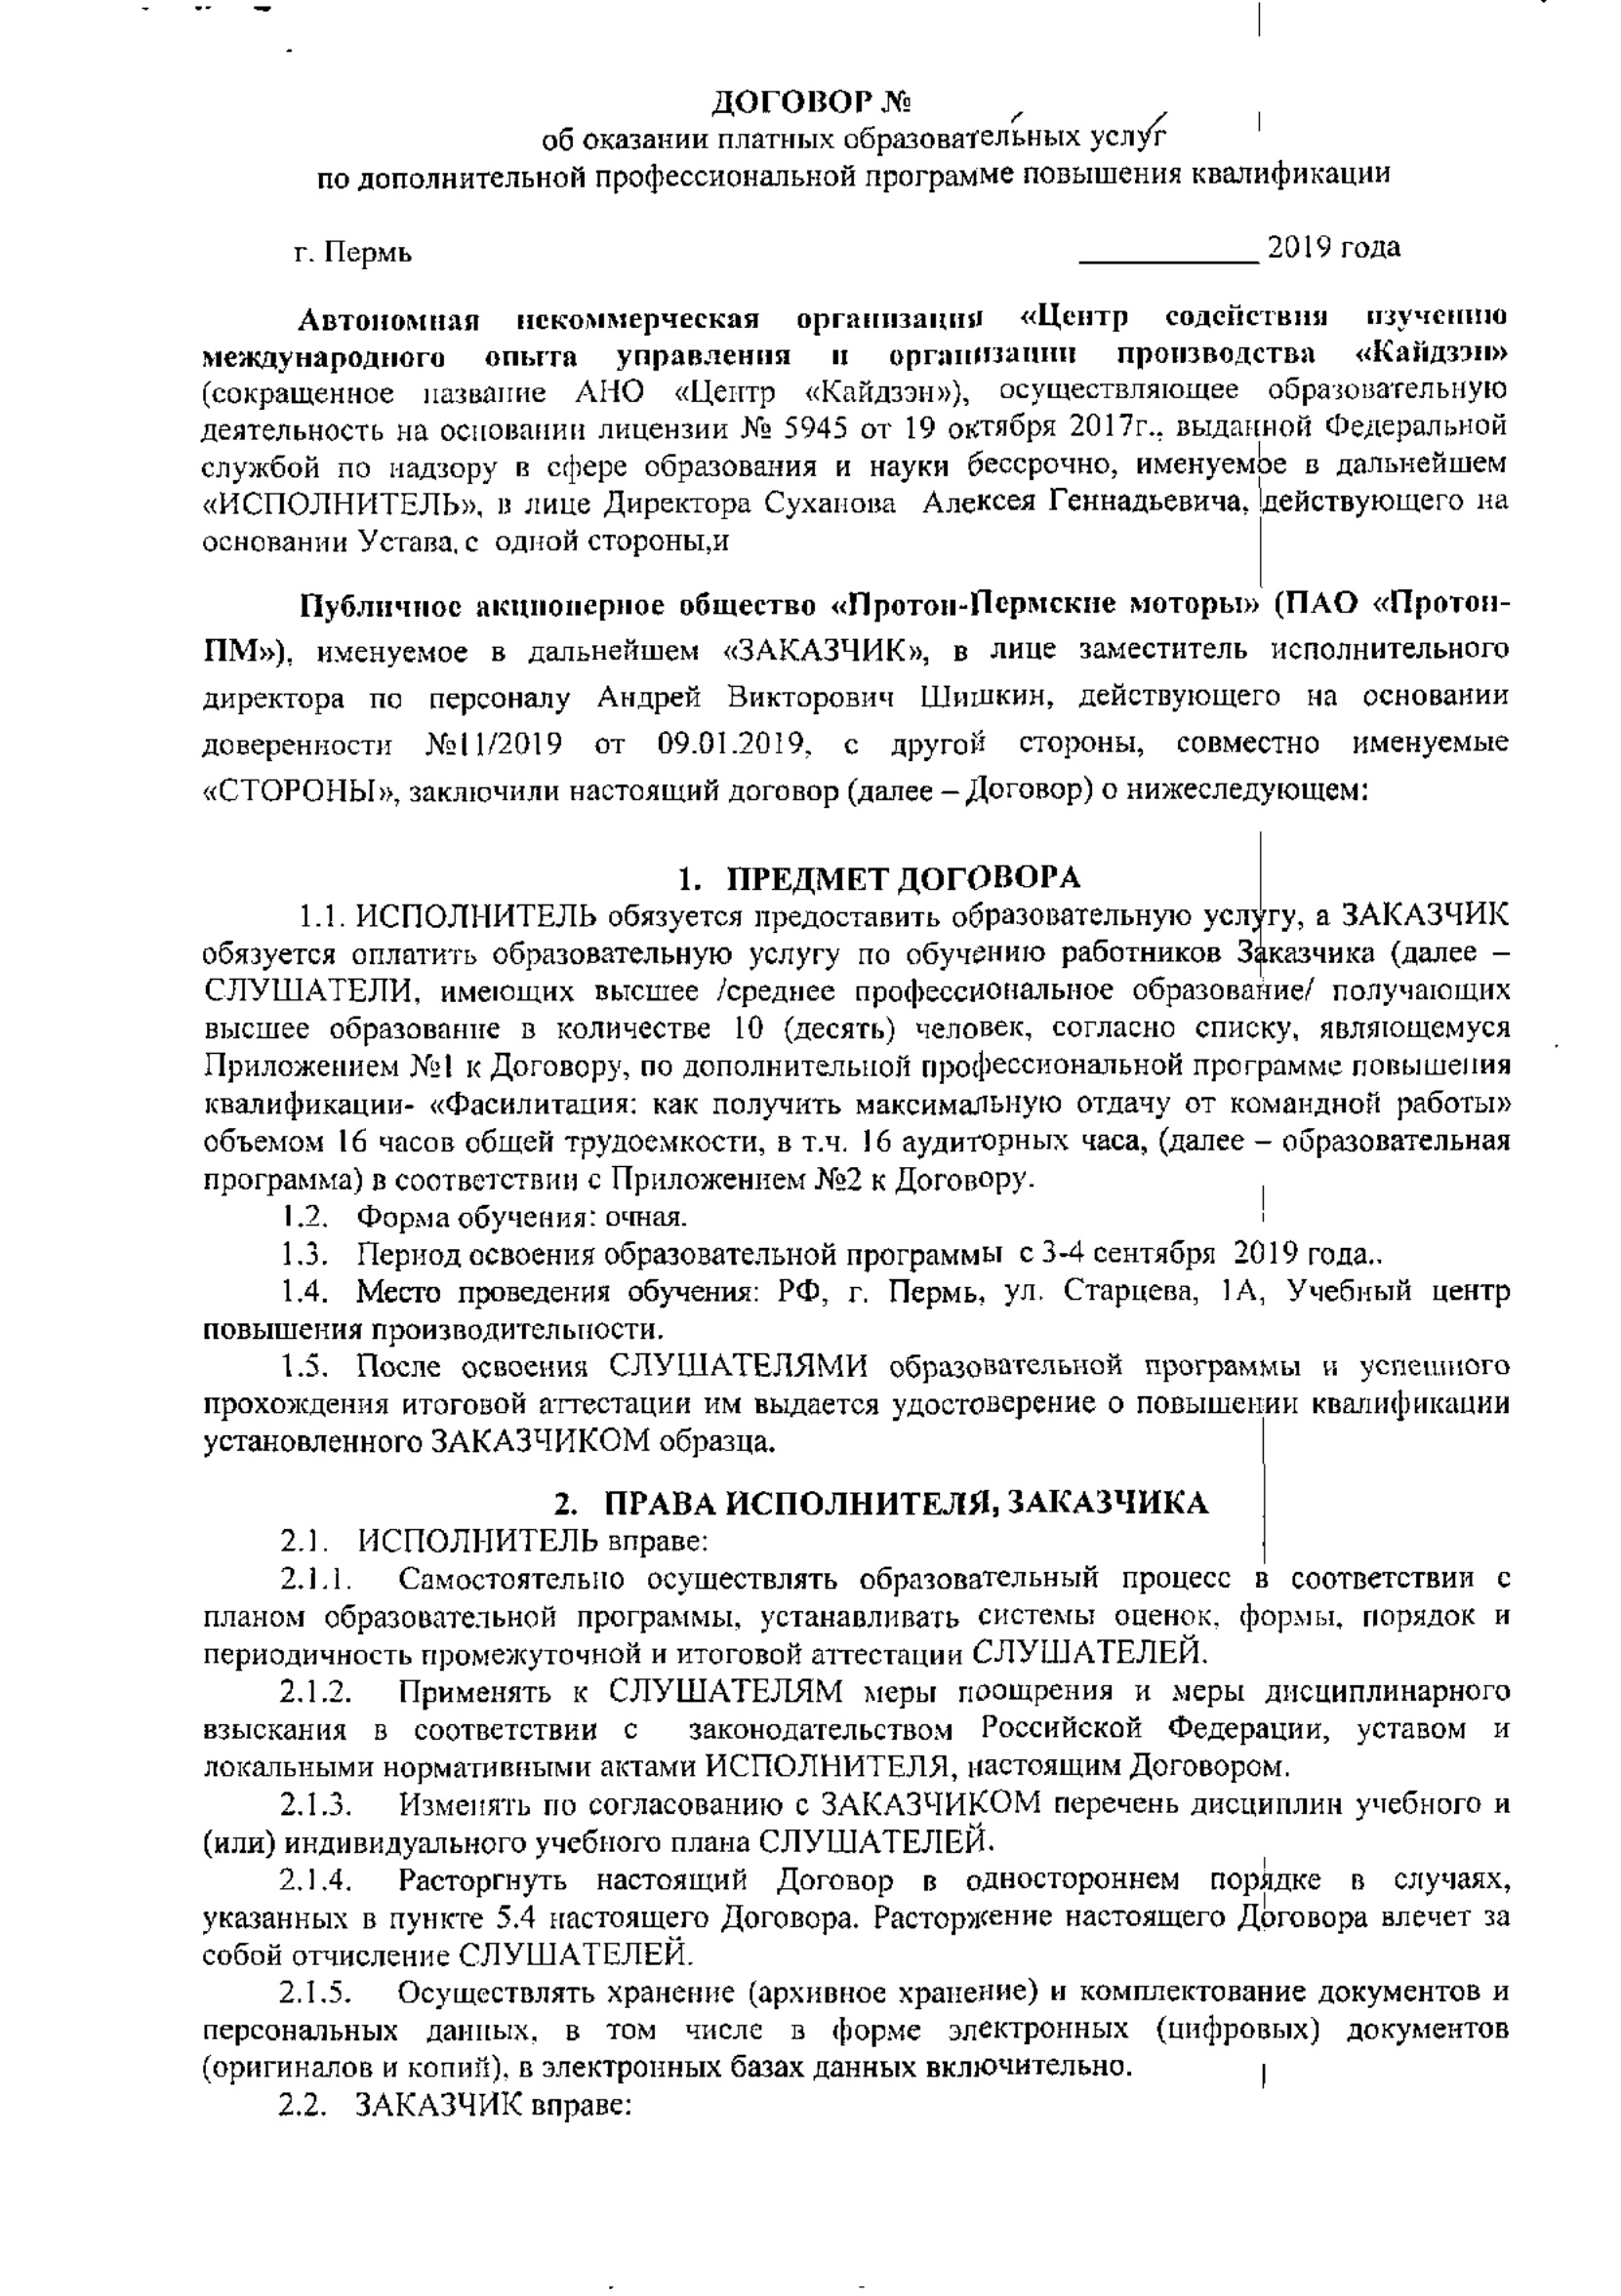 ДОГОВОР №
об оказании платных образовательных услуг
по дополнительной профессиональной программе повышения квалификации
г. Пермь ____________ 2019 года
Автономная некоммерческая организация «Центр содействия изучению
международного опыта управления и организации производства «Кайдзэн»
(сокращенное название АНО «Центр «Кайдзэн»), осуществляющее образовательную
деятельность на основании лицензии № 5945 от 19 октября 2017г., выданной Федеральной
службой по надзору в сфере образования и науки бессрочно, именуемое в дальнейшем
«ИСПОЛНИТЕЛЬ», в лице Директора Суханова Алексея Геннадьевича, действующего на
основании Устава, с одной стороны,и
Публичное акционерное общество «Протон-Пермские моторы» (ПАО «Протон-
ПМ»), именуемое в дальнейшем «ЗАКАЗЧИК», в лице заместитель исполнительного
директора по персоналу Андрей Викторович Шишкин, действующего на основании
доверенности №11/2019 от 09.01.2019, с другой стороны, совместно именуемые
«СТОРОНЫ», заключили настоящий договор (далее – Договор) о нижеследующем:
1. ПРЕДМЕТ ДОГОВОРА
1.1. ИСПОЛНИТЕЛЬ обязуется предоставить образовательную услугу, а ЗАКАЗЧИК
обязуется оплатить образовательную услугу по обучению работников Заказчика (далее –
СЛУШАТЕЛИ, имеющих высшее /среднее профессиональное образование/ получающих
высшее образование в количестве 10 (десять) человек, согласно списку, являющемуся
Приложением №1 к Договору, по дополнительной профессиональной программе повышения
квалификации- «Фасилитация: как получить максимальную отдачу от командной работы»
объемом 16 часов общей трудоемкости, в т.ч. 16 аудиторных часа, (далее – образовательная
программа) в соответствии с Приложением №2 к Договору.
1.2. Форма обучения: очная.
1.3. Период освоения образовательной программы с 3-4 сентября 2019 года..
1.4. Место проведения обучения: РФ, г. Пермь, ул. Старцева, 1А, Учебный центр
повышения производительности.
1.5. После освоения СЛУШАТЕЛЯМИ образовательной программы и успешного
прохождения итоговой аттестации им выдается удостоверение о повышении квалификации
установленного ЗАКАЗЧИКОМ образца.
2. ПРАВА ИСПОЛНИТЕЛЯ, ЗАКАЗЧИКА
2.1. ИСПОЛНИТЕЛЬ вправе:
2.1.1. Самостоятельно осуществлять образовательный процесс в соответствии с
планом образовательной программы, устанавливать системы оценок, формы, порядок и
периодичность промежуточной и итоговой аттестации СЛУШАТЕЛЕЙ.
2.1.2. Применять к СЛУШАТЕЛЯМ меры поощрения и меры дисциплинарного
взыскания в соответствии с законодательством Российской Федерации, уставом и
локальными нормативными актами ИСПОЛНИТЕЛЯ, настоящим Договором.
2.1.3. Изменять по согласованию с ЗАКАЗЧИКОМ перечень дисциплин учебного и
(или) индивидуального учебного плана СЛУШАТЕЛЕЙ.
2.1.4. Расторгнуть настоящий Договор в одностороннем порядке в случаях,
указанных в пункте 5.4 настоящего Договора. Расторжение настоящего Договора влечет за
собой отчисление СЛУШАТЕЛЕЙ.
2.1.5. Осуществлять хранение (архивное хранение) и комплектование документов и
персональных данных, в том числе в форме электронных (цифровых) документов
(оригиналов и копий), в электронных базах данных включительно.
2.2. ЗАКАЗЧИК вправе: